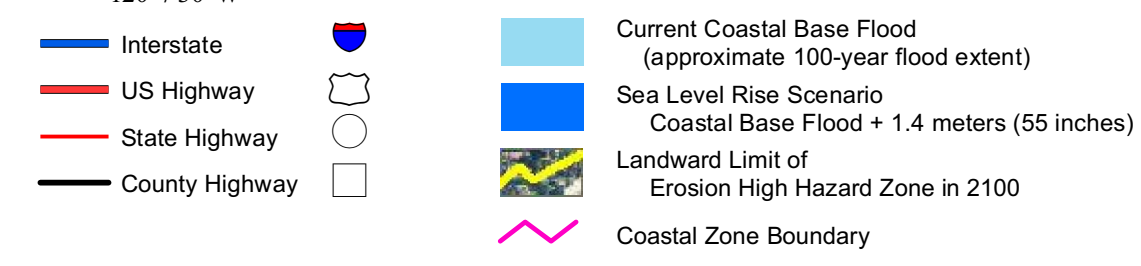 Interstate
US Highway
State Highway
County Highway
Current Coastal Base Flood
(approximate 100-year flood extent)
Sea Level Rise Scenario
Coastal Base Flood + 1.4 meters (55 inches)
Landward Limit of
Erosion High Hazard Zone in 2100
Coastal Zone Boundary